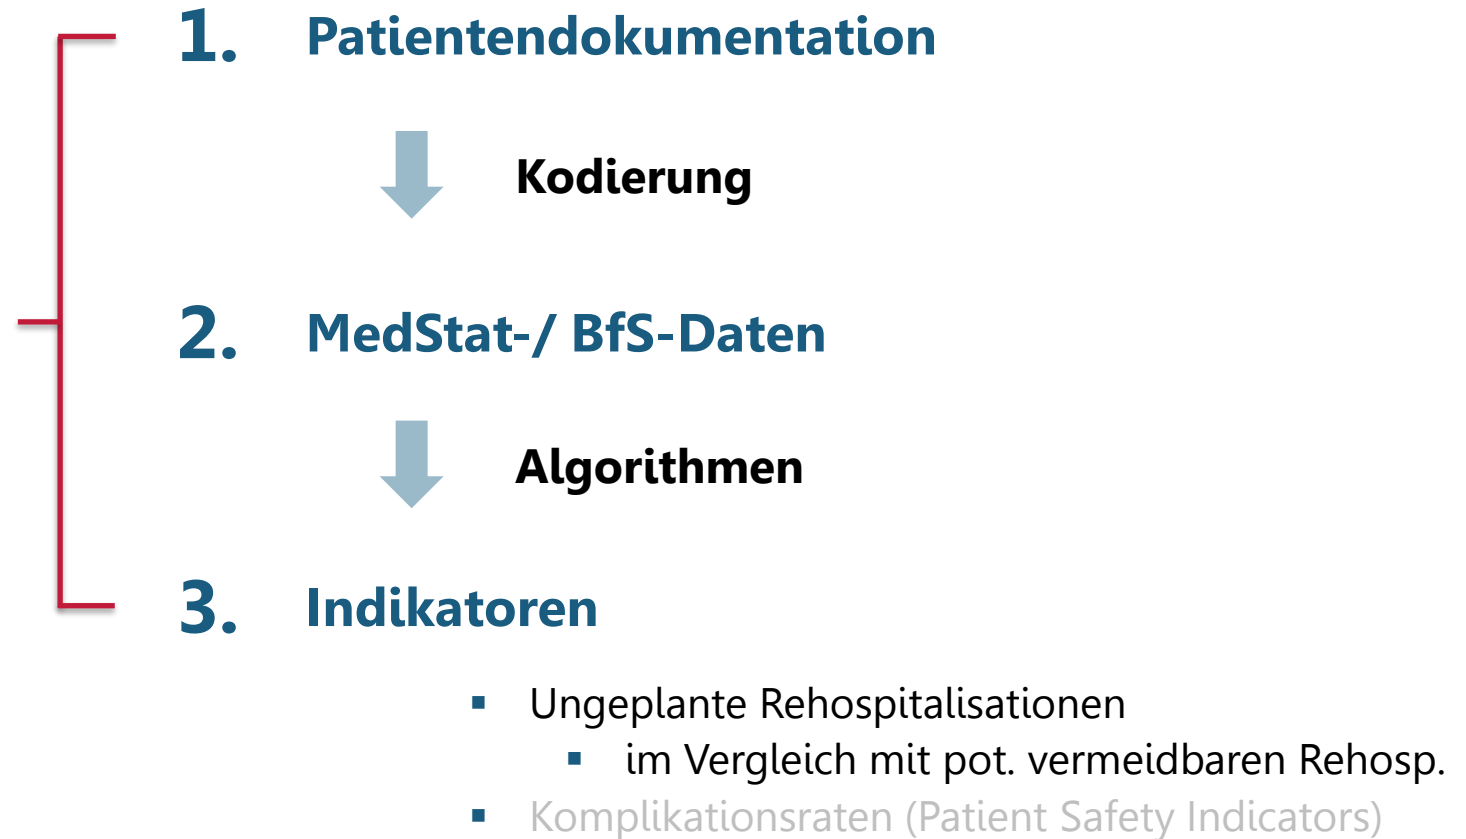 1. Patientendokumentation
Kodierung
2. MedStat-/ BfS-Daten
Algorithmen
3. Indikatoren
▪ Ungeplante Rehospitalisationen
▪ im Vergleich mit pot. vermeidbaren Rehosp.
▪ Komplikationsraten (Patient Safety Indicators)